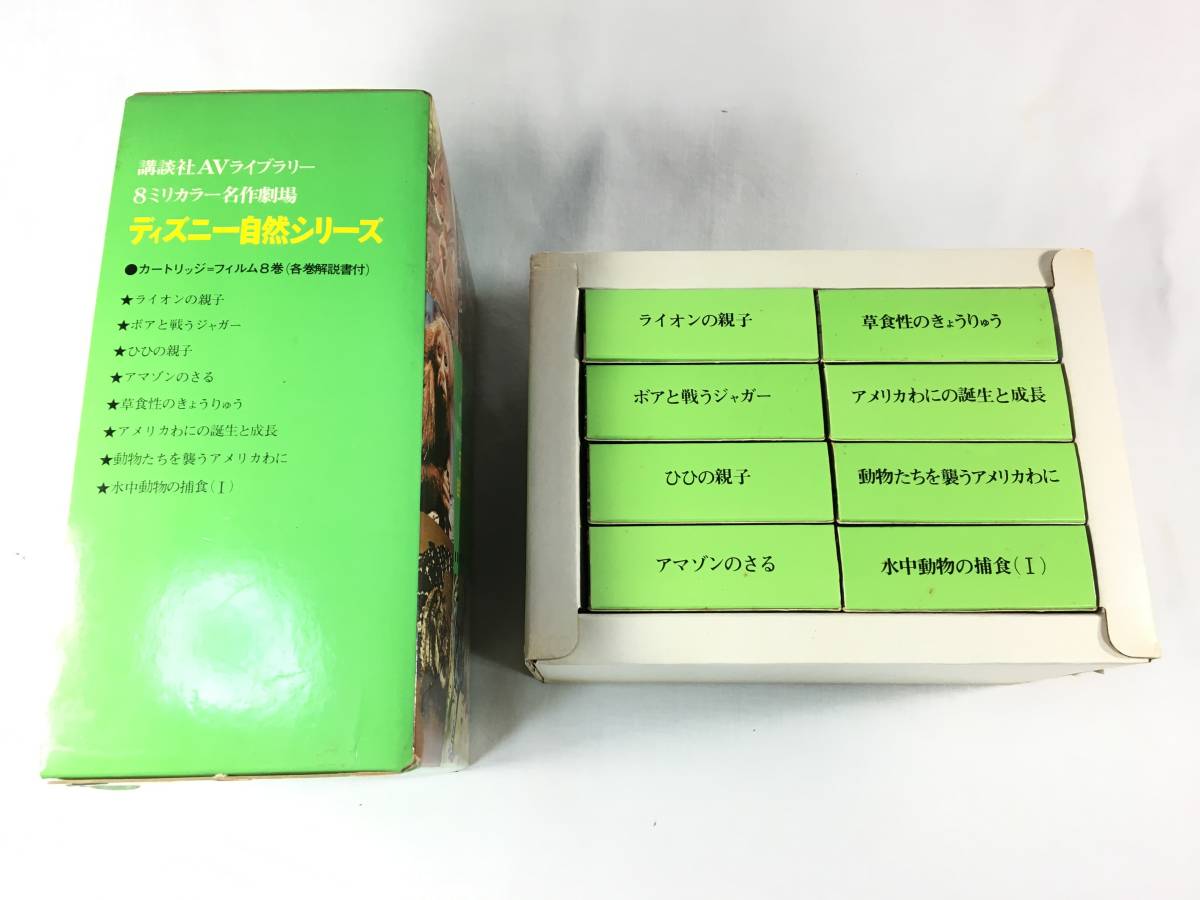 講談社AVライブラリー
8ミリカラー名作劇場
ディズニー自然シリーズ
●カートリッジ=フィルム8巻(各巻解説書付)
★ライオンの親子
★ボアと戦うジャガー
★ひひの親子
★アマゾンのさる
★草食性のきょうりゅう
★アメリカわにの誕生と成長
★動物たちを襲うアメリカわに
★水中動物の捕食(I)
ライオンの親子
草食性のきょうりゅう
ボアと戦うジャガー
アメリカわにの誕生と成長
ひひの親子
動物たちを襲うアメリカわに
アマゾンのさる
水中動物の捕食(I)